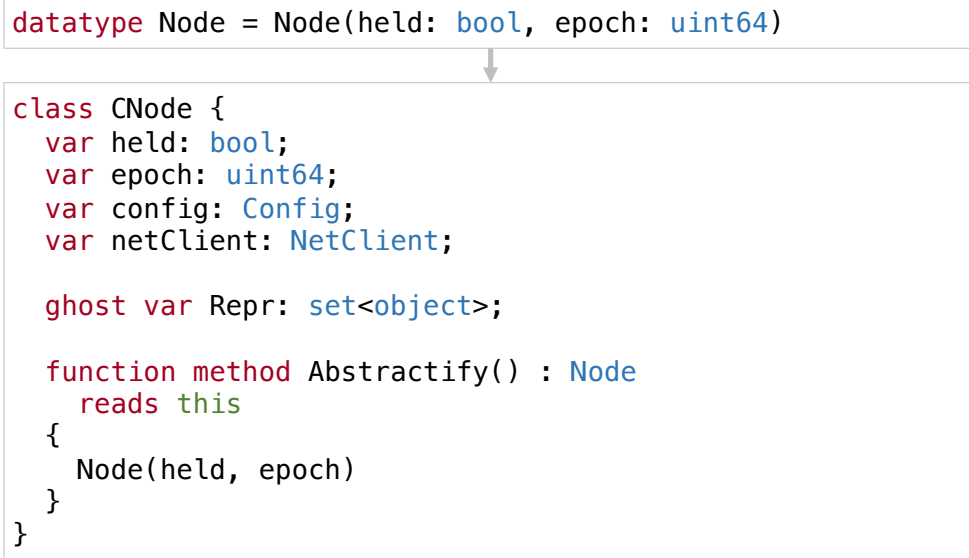 datatype Node = Node(held: bool, epoch: uint64)
class CNode {
  var held: bool;
  var epoch: uint64;
  var config: Config;
  var netClient: NetClient;

  ghost var Repr: set<object>;

  function method Abstractify() : Node
    reads this
  {
    Node(held, epoch)
  }
}